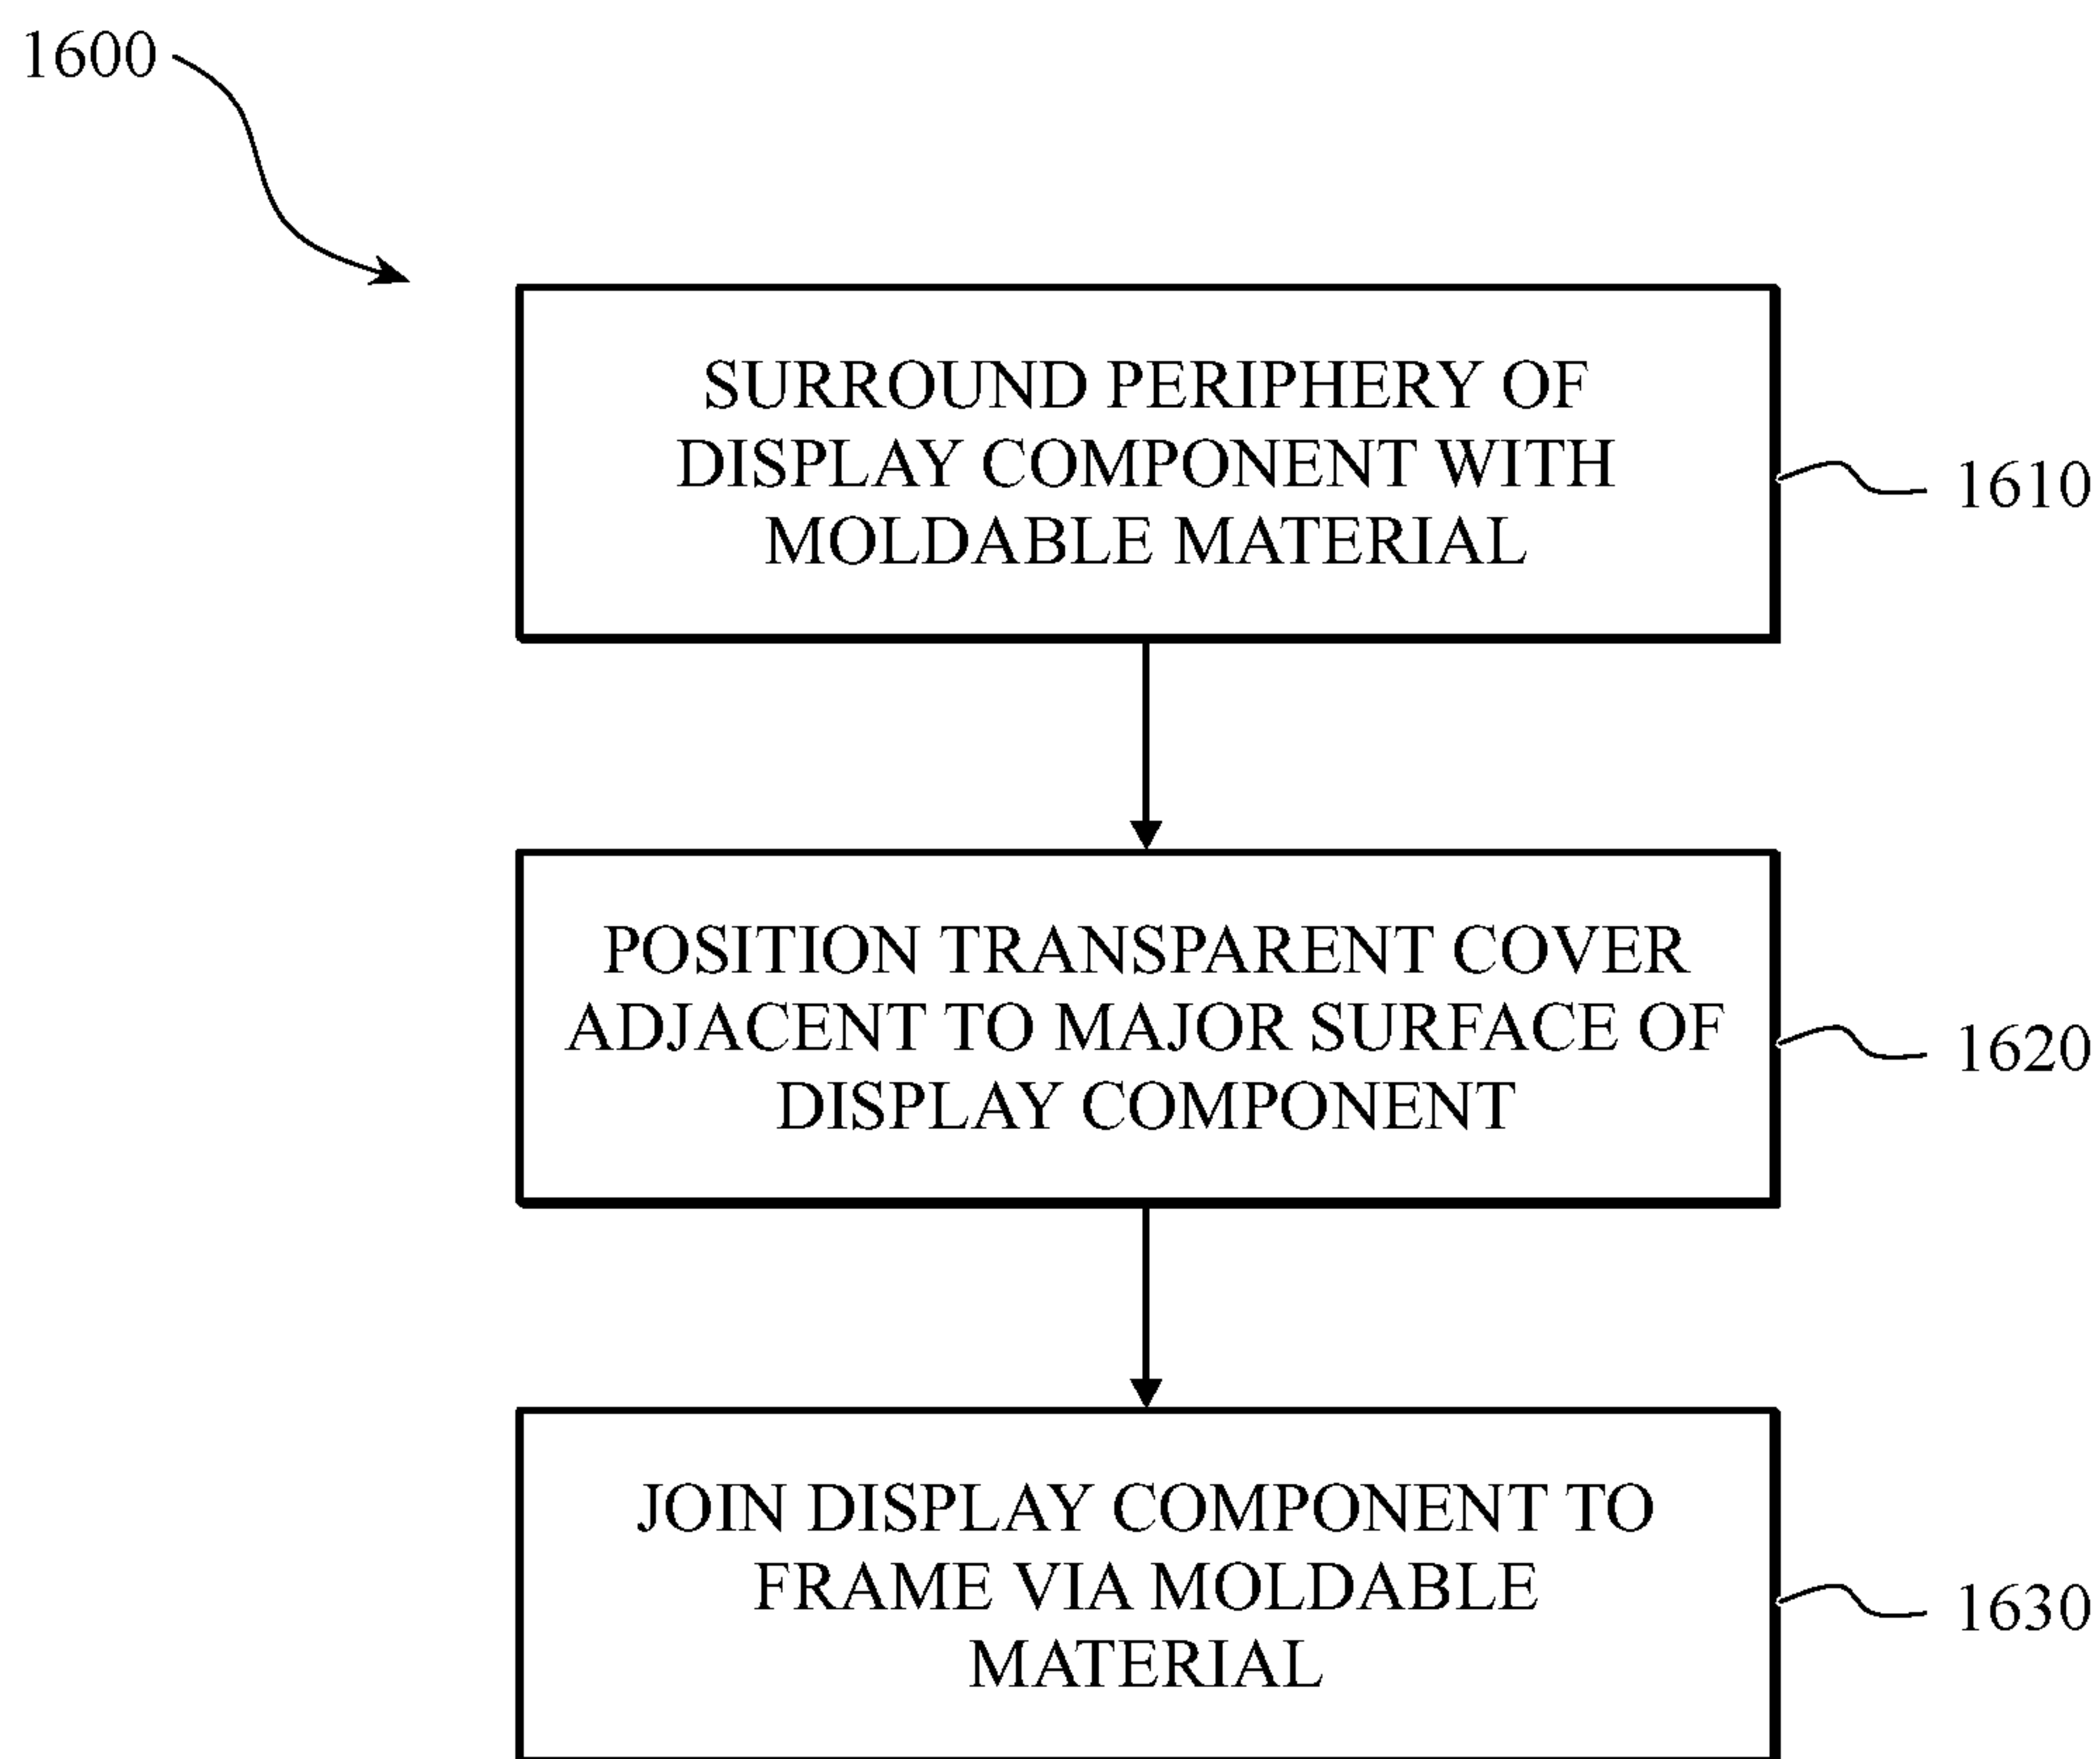 1600
SURROUND PERIPHERY OF
DISPLAY COMPONENT WITH
MOLDABLE MATERIAL
1610
POSITION TRANSPARENT COVER
ADJACENT TO MAJOR SURFACE OF
DISPLAY COMPONENT
1620
JOIN DISPLAY COMPONENT TO
FRAME VIA MOLDABLE
MATERIAL
1630